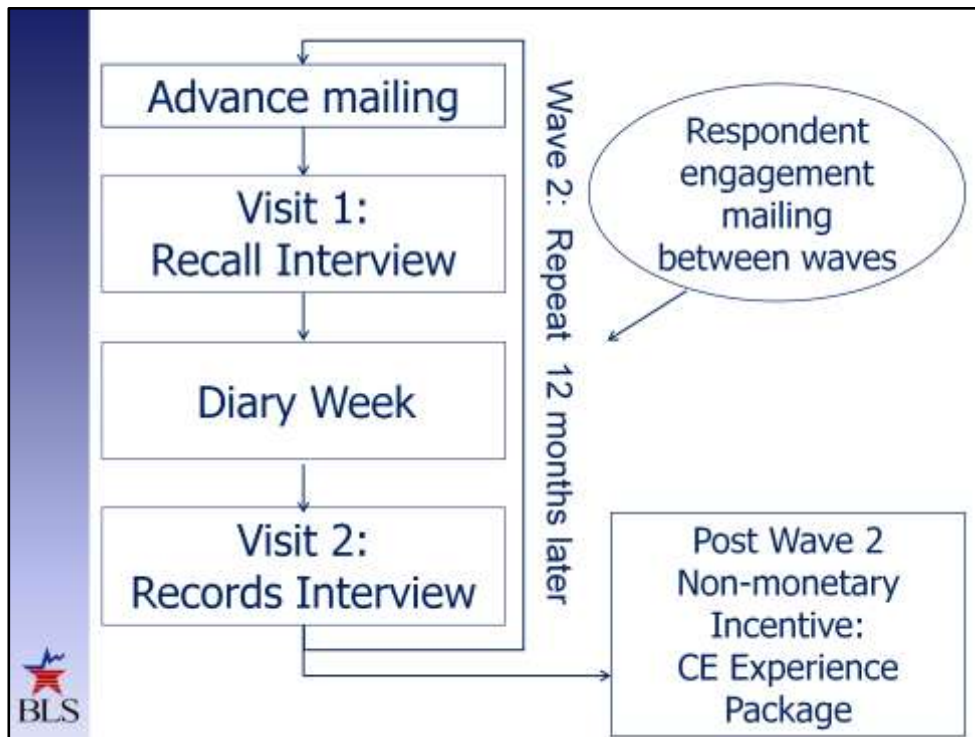 Advance mailing
Visit 1:
Recall Interview
Diary Week
Visit 2:
Records Interview
Wave 2: Repeat 12 months later
Respondent
engagement
mailing
between waves
Post Wave 2
Non-monetary
Incentive:
CE Experience
Package
BLS